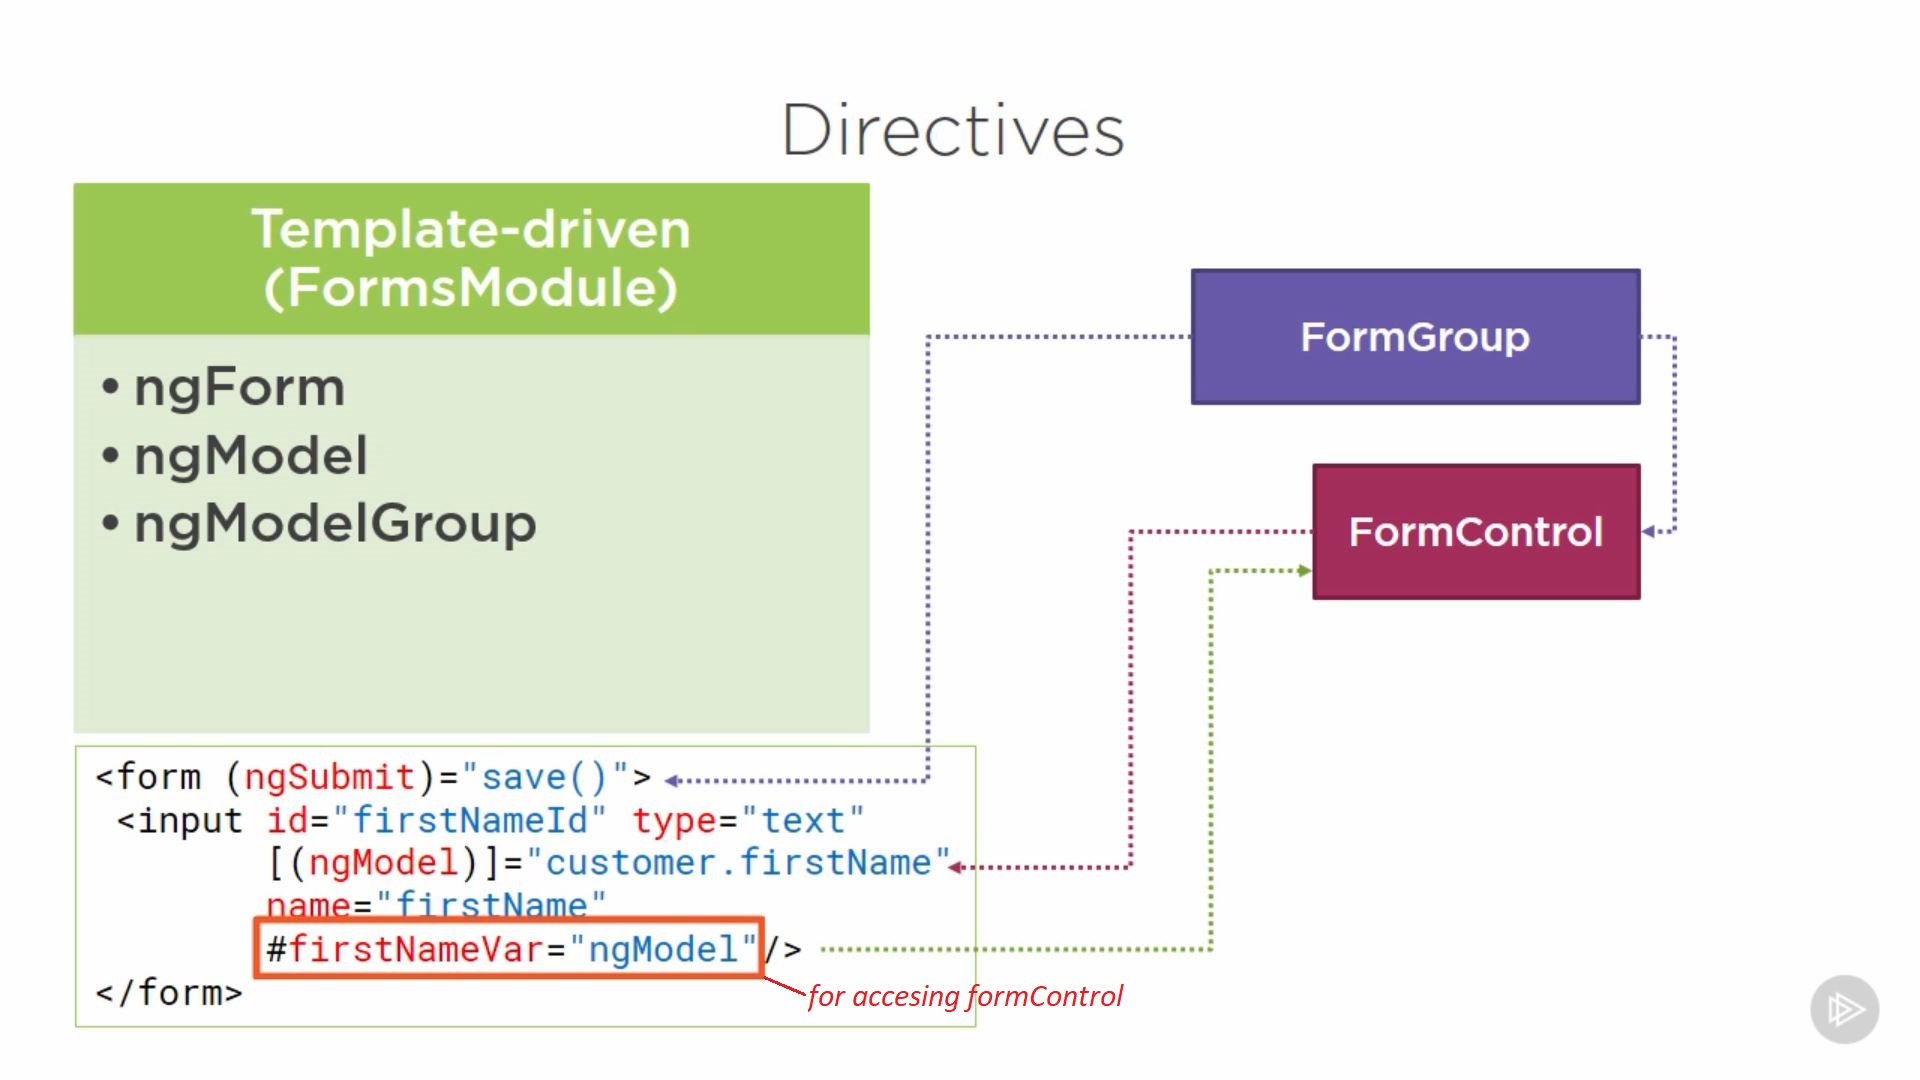 Directives
Template-driven
(FormsModule)
• ngForm
• ngModel
• ngModelGroup
FormGroup
FormControl
<form (ngSubmit)="save()">
<input id="firstNameId" type="text"
[(ngModel)]="customer.firstName"
name="firstName"
#firstNameVar="ngModel"/>
</form>
for accesing formControl